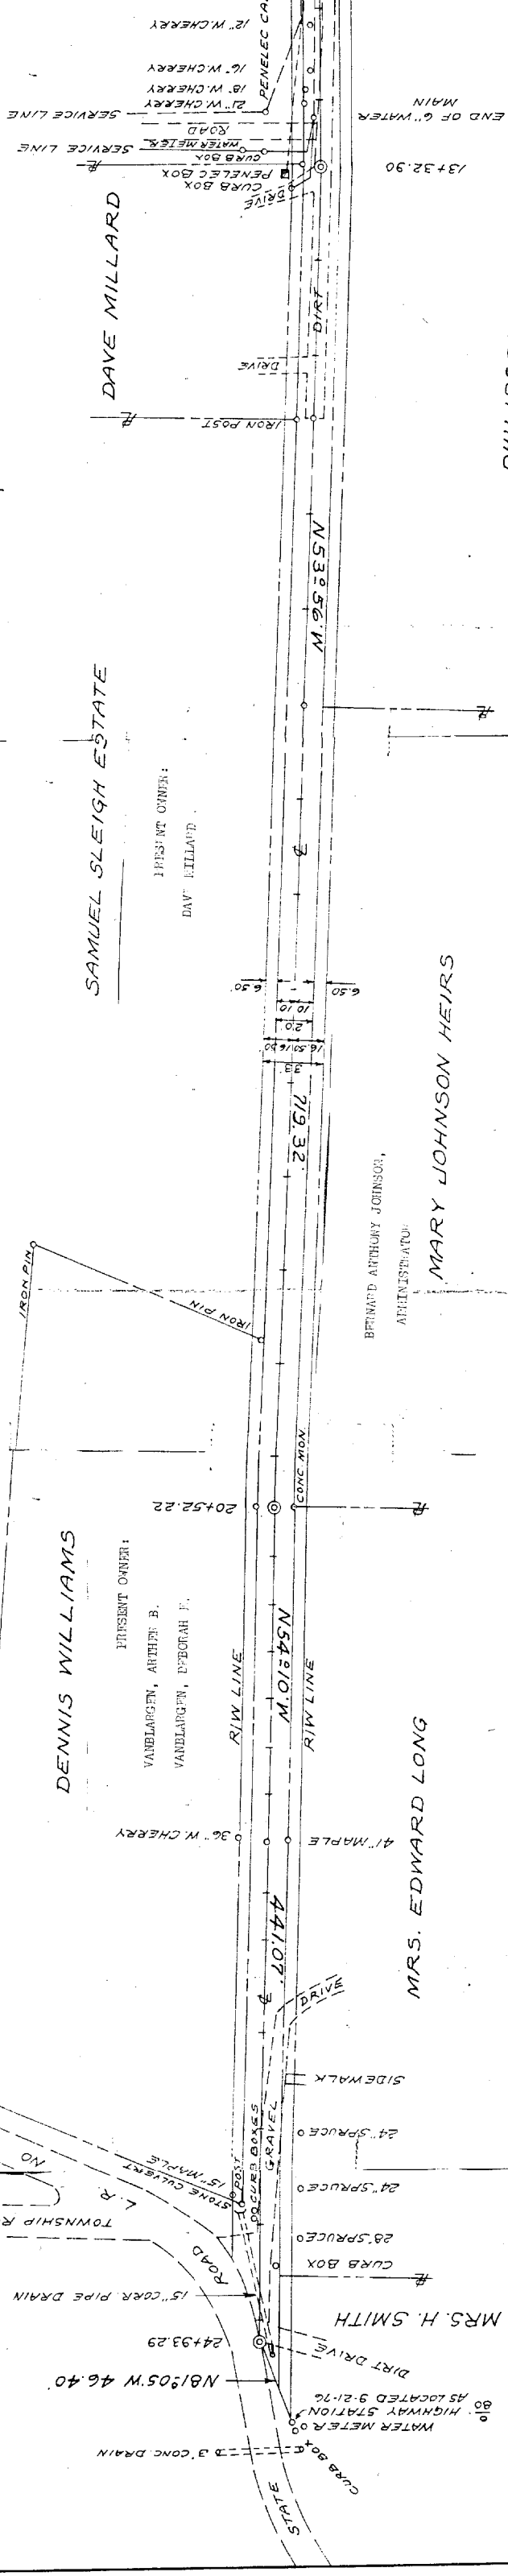 12" W. CHERRY
PENELEC
16" W. CHERRY
18" W. CHERRY
21" W. CHERRY
SERVICE LINE
ROAD
END OF 6" WATER
MAIN
WATER METER
SERVICE LINE
CURB BOX
PENELEC BOX
CURB BOX
DRIVE
13+32.90
DAVE MILLARD
DIRT
DRIVE
IRON POST
N53°56'W
SAMUEL SLEIGH ESTATE
PRESENT OWNER:
DAVE MILLARD
6.50'
6.50'
10 10
20'
16.50 16.50
33'
719.32'
MARY JOHNSON HEIRS
BERNARD ANTHONY JOHNSON,
ADMINISTRATOR
IRON PIN
IRON PIN
CONC. MON.
20+52.22
DENNIS WILLIAMS
PRESENT OWNER:
VANBLARGEN, ARTHER B.
VANBLARGEN, DEBORAH
N54°10'W
R/W LINE
R/W LINE
36" W. CHERRY
41" MAPLE
MRS. EDWARD LONG
441.07'
DRIVE
SIDEWALK
24" SPRUCE
24" SPRUCE
28" SPRUCE
CURB BOX
GRAVEL
CURB BOXES
POST
15" MAPLE
STONE CULVERT
L.R.
NO
TOWNSHIP R
ROAD
15" CORR. PIPE DRAIN
24+93.29
MRS. H. SMITH
DIRT DRIVE
N81°05'W 46.40'
WATER METER
HIGHWAY STATION
AS LOCATED 9-21-76
3' CONC. DRAIN
CURB BOX
STATE